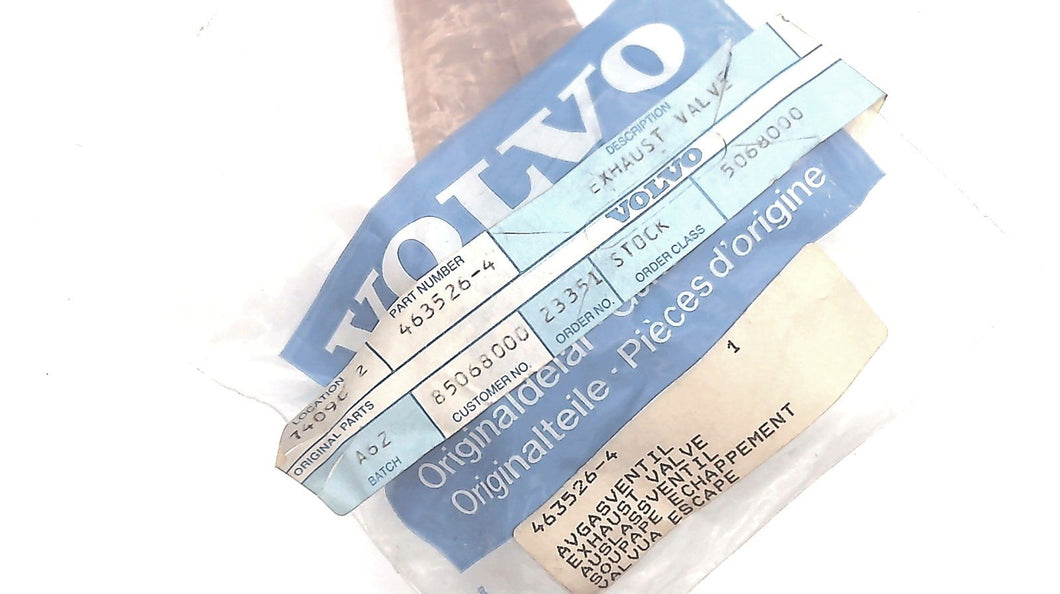 VOLVO
DESCRIPTION
EXHAUST VALVE
PART NUMBER
463526-4
VOLVO
5068000
STOCK
ORDER CLASS
23351
ORDER NO.
85068000
CUSTOMER NO.
2
LOCATION
7409C
ORIGINAL PARTS
A62
BATCH
Originaldelar
Originalteile · Pièces d'origine
1
463526-4
AVGASVENTIL
EXHAUST VALVE
AUSLASSVENTIL
SOUPAPE ECHAPPEMENT
VALVUA ESCAPE